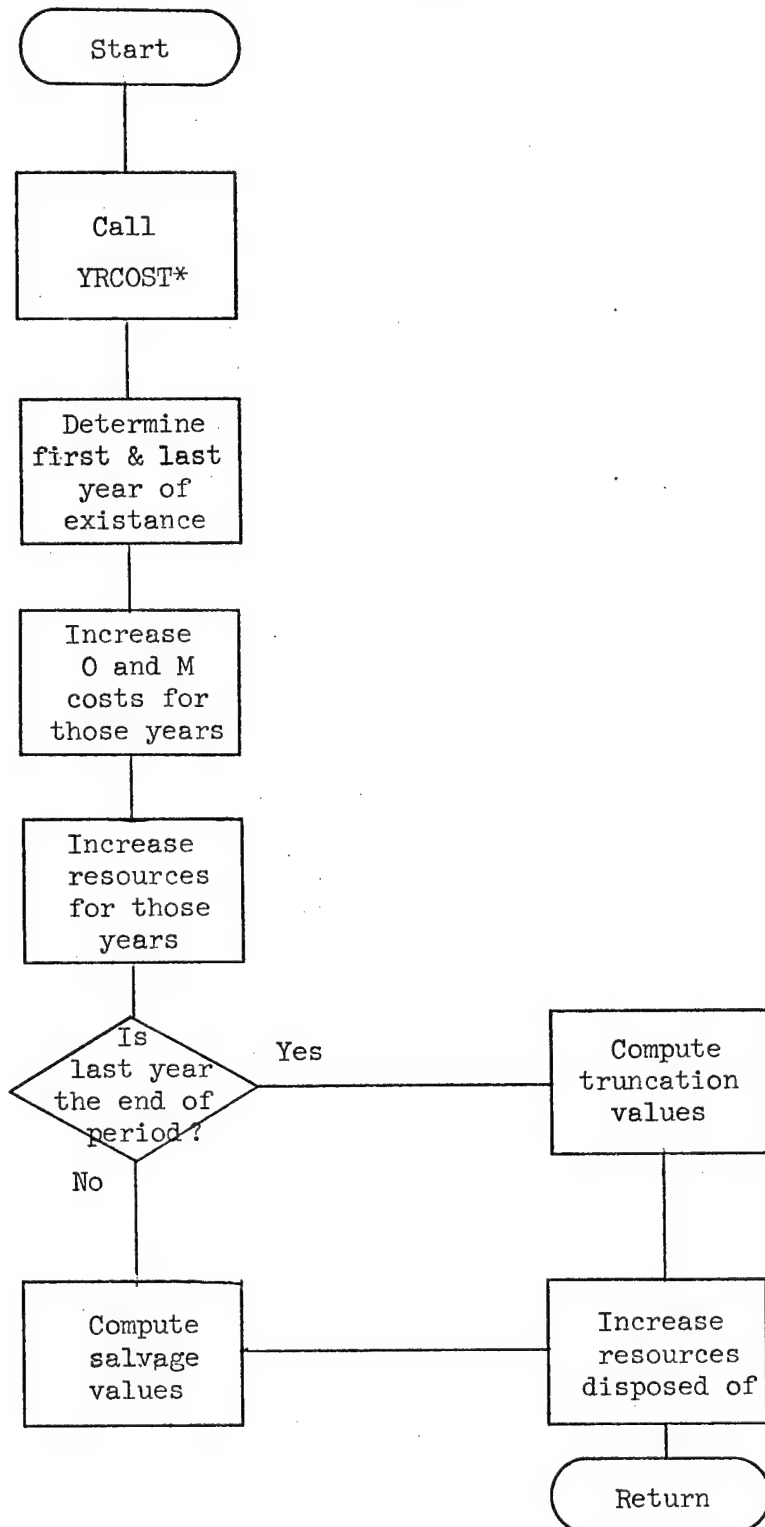 Start
Call
YRCOST*
Determine
first & last
year of
existance
Increase
O and M
costs for
those years
Increase
resources
for those
years
Is
last year
the end of
period?
Yes
No
Compute
truncation
values
Compute
salvage
values
Increase
resources
disposed of
Return